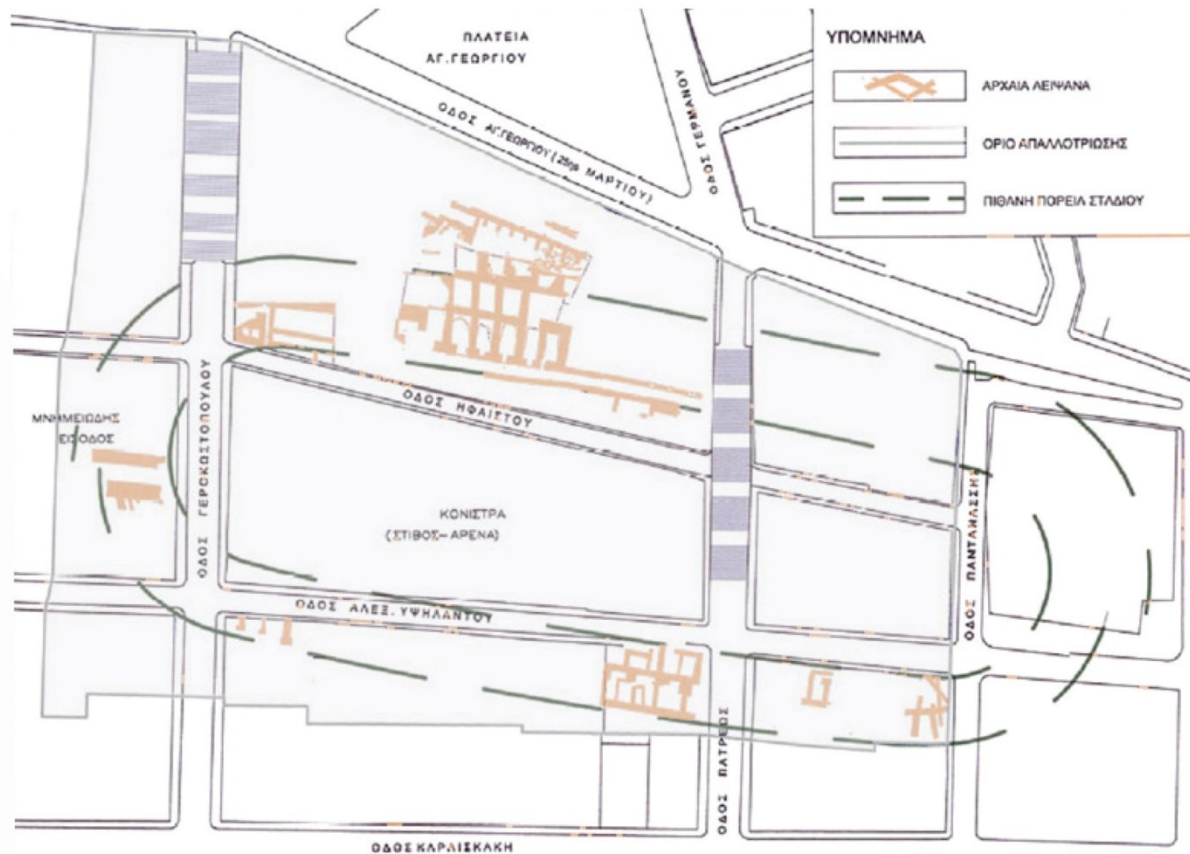 ΠΛΑΤΕΙΑ
ΑΓ.ΓΕΩΡΓΙΟΥ
ΥΠΟΜΝΗΜΑ
ΑΡΧΑΙΑ ΛΕΙΨΑΝΑ
ΟΡΙΟ ΑΠΑΛΛΟΤΡΙΩΣΗΣ
ΠΙΘΑΝΗ ΠΟΡΕΙΑ ΣΤΑΔΙΟΥ
ΟΔΟΣ ΓΕΡΜΑΝΟΥ
ΟΔΟΣ ΑΓ.ΓΕΩΡΓΙΟΥ (25ης ΜΑΡΤΙΟΥ)
ΟΔΟΣ ΗΦΑΙΣΤΟΥ
ΜΝΗΜΕΙΩΔΗΣ
ΕΙΣΟΔΟΣ
ΟΔΟΣ ΓΕΡΟΚΩΣΤΟΠΟΥΛΟΥ
ΚΟΝΙΣΤΡΑ
(ΣΤΙΒΟΣ-ΑΡΕΝΑ)
ΟΔΟΣ ΠΑΝΤΑΝΑΣΣΗΣ
ΟΔΟΣ ΑΛΕΞ.ΥΨΗΛΑΝΤΟΥ
ΟΔΟΣ ΠΑΤΡΕΩΣ
ΟΔΟΣ ΚΑΡΑΙΣΚΑΚΗ